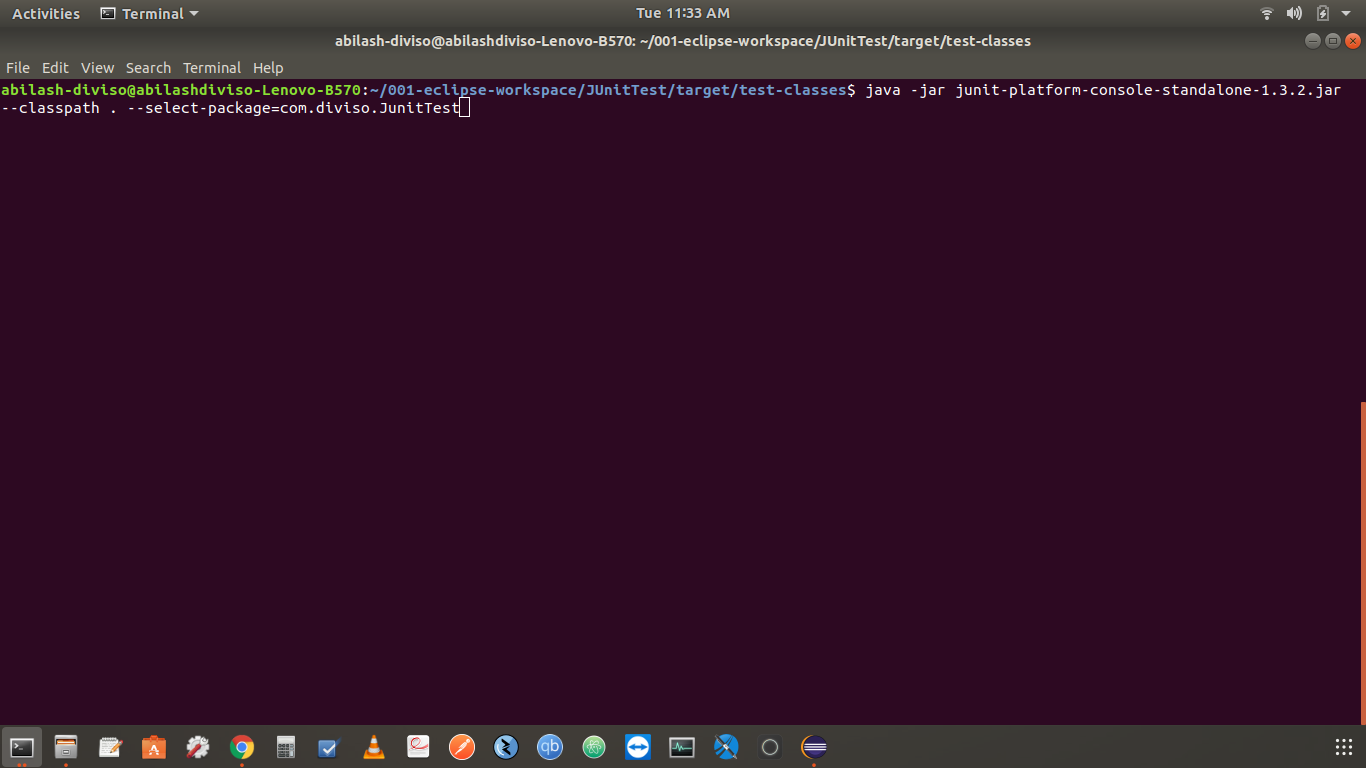 Activities Terminal Tue 11:33 AM
abilash-diviso@abilashdiviso-Lenovo-B570: ~/001-eclipse-workspace/JUnitTest/target/test-classes
File Edit View Search Terminal Help
abilash-diviso@abilashdiviso-Lenovo-B570:~/001-eclipse-workspace/JUnitTest/target/test-classes$ java -jar junit-platform-console-standalone-1.3.2.jar
--classpath . --select-package=com.diviso.JunitTest
qb